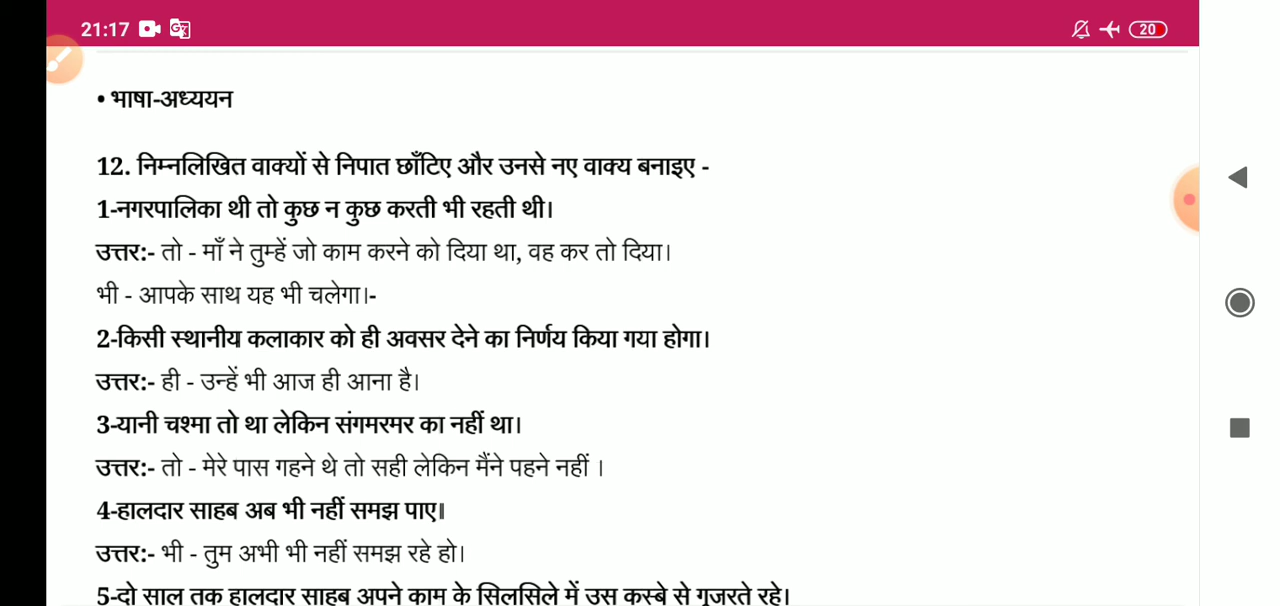 21:17
20
• भाषा-अध्ययन
12. निम्नलिखित वाक्यों से निपात छाँटिए और उनसे नए वाक्य बनाइए -
1-नगरपालिका थी तो कुछ न कुछ करती भी रहती थी।
उत्तर:- तो - माँ ने तुम्हें जो काम करने को दिया था, वह कर तो दिया।
भी - आपके साथ यह भी चलेगा।-
2-किसी स्थानीय कलाकार को ही अवसर देने का निर्णय किया गया होगा।
उत्तर:- ही - उन्हें भी आज ही आना है।
3-यानी चश्मा तो था लेकिन संगमरमर का नहीं था।
उत्तर:- तो - मेरे पास गहने थे तो सही लेकिन मैंने पहने नहीं ।
4-हालदार साहब अब भी नहीं समझ पाए॥
उत्तर:- भी - तुम अभी भी नहीं समझ रहे हो।
5-दो साल तक हालदार साहब अपने काम के सिलसिले में उस कस्बे से गुजरते रहे।